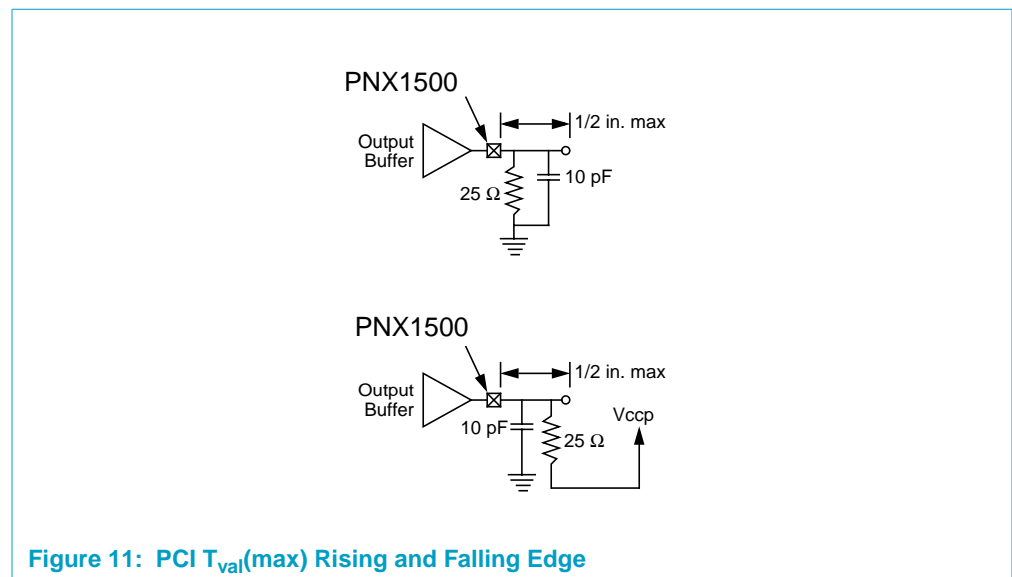 PNX1500
1/2 in. max
Output
Buffer
10 pF
25 Ω
PNX1500
1/2 in. max
Output
Buffer
Vccp
10 pF
25 Ω
Figure 11: PCI Tval(max) Rising and Falling Edge